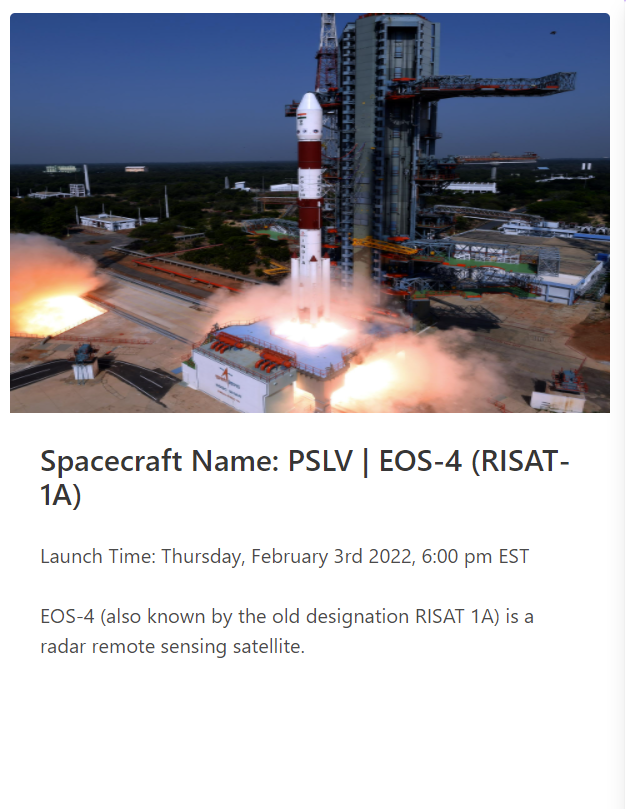 Spacecraft Name: PSLV | EOS-4 (RISAT-
1A)
Launch Time: Thursday, February 3rd 2022, 6:00 pm EST
EOS-4 (also known by the old designation RISAT 1A) is a
radar remote sensing satellite.